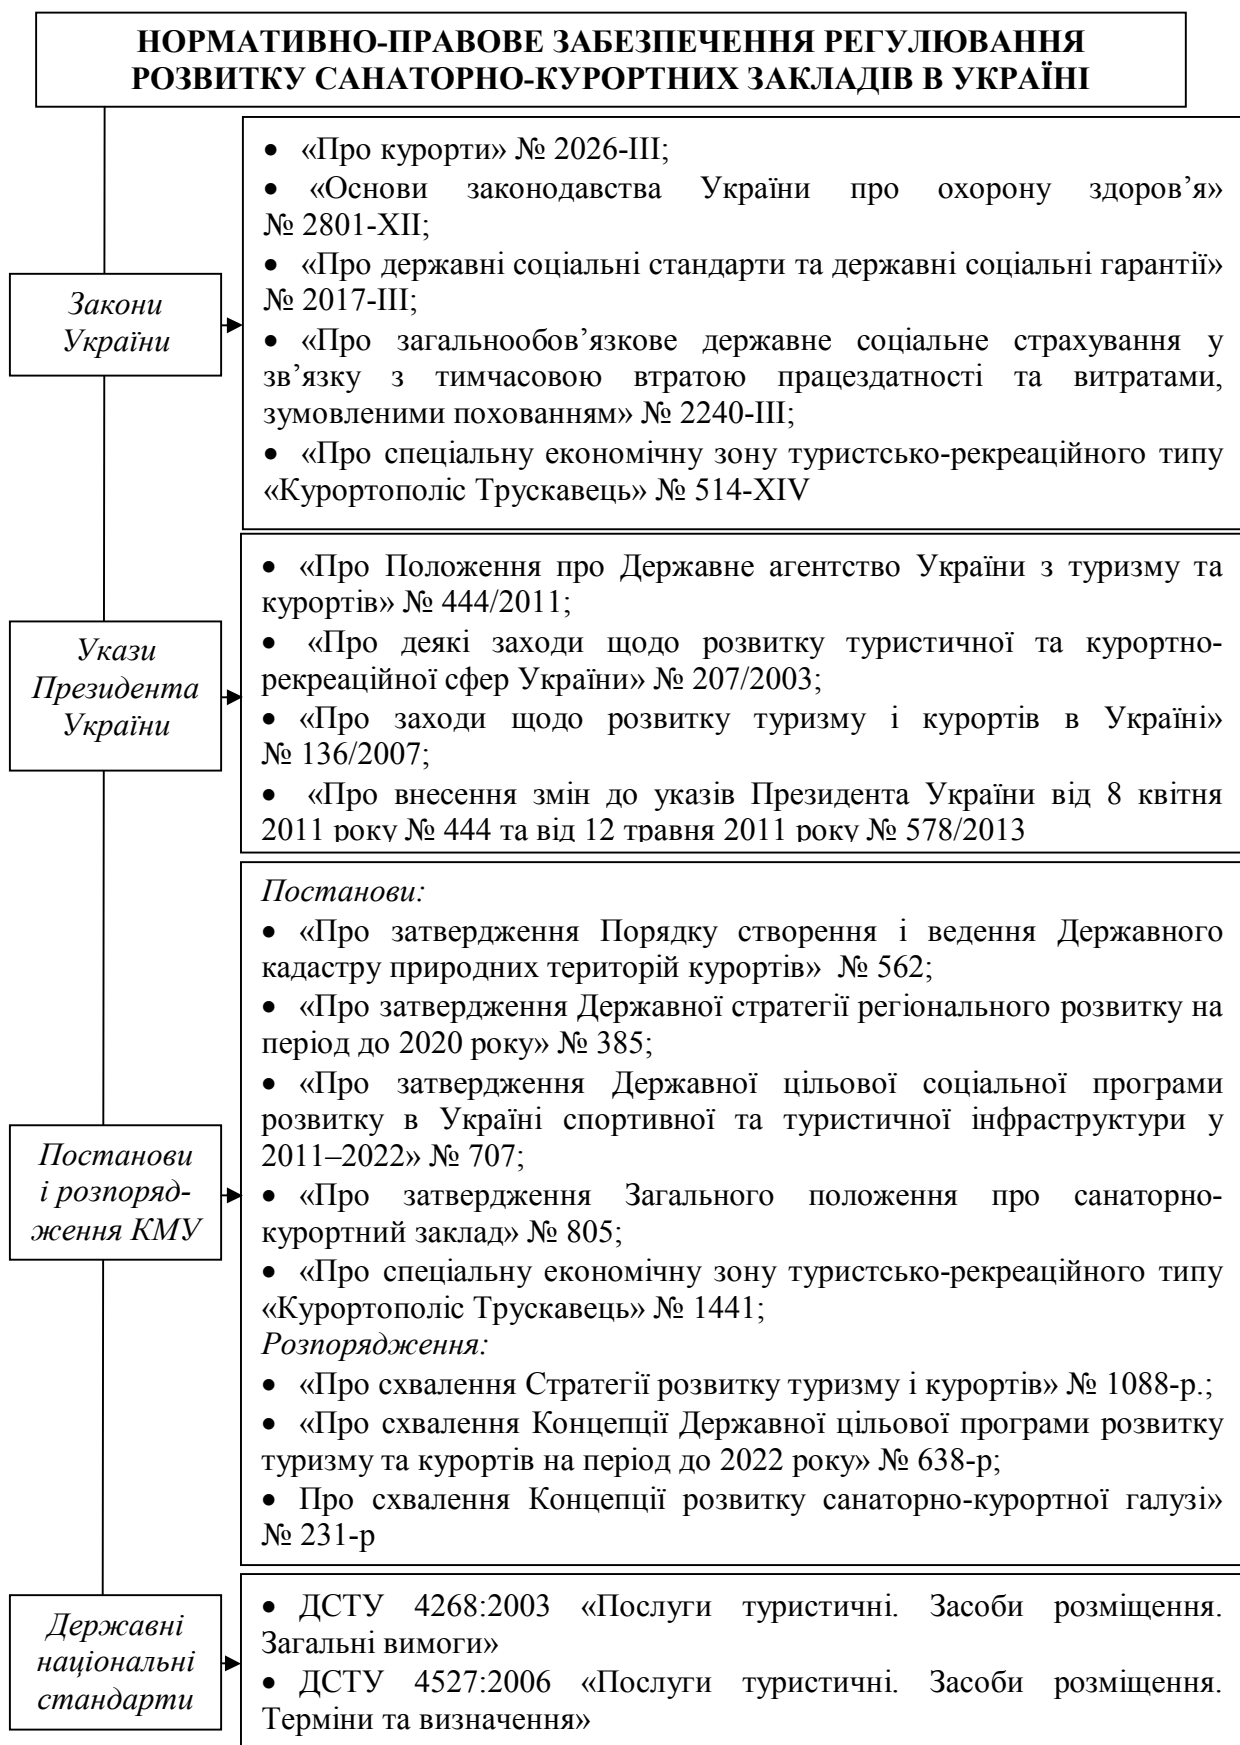 НОРМАТИВНО-ПРАВОВЕ ЗАБЕЗПЕЧЕННЯ РЕГУЛЮВАННЯ
РОЗВИТКУ САНАТОРНО-КУРОРТНИХ ЗАКЛАДІВ В УКРАЇНІ
Закони
України
• «Про курорти» № 2026-III;
• «Основи законодавства України про охорону здоров’я»
№ 2801-XII;
• «Про державні соціальні стандарти та державні соціальні гарантії»
№ 2017-III;
• «Про загальнообов’язкове державне соціальне страхування у
зв’язку з тимчасовою втратою працездатності та витратами,
зумовленими похованням» № 2240-III;
• «Про спеціальну економічну зону туристсько-рекреаційного типу
«Курортополіс Трускавець» № 514-XIV
Укази
Президента
України
• «Про Положення про Державне агентство України з туризму та
курортів» № 444/2011;
• «Про деякі заходи щодо розвитку туристичної та курортно-
рекреаційної сфер України» № 207/2003;
• «Про заходи щодо розвитку туризму і курортів в Україні»
№ 136/2007;
• «Про внесення змін до указів Президента України від 8 квітня
2011 року № 444 та від 12 травня 2011 року № 578/2013
Постанови
і розпоряд-
ження КМУ
Постанови:
• «Про затвердження Порядку створення і ведення Державного
кадастру природних територій курортів» № 562;
• «Про затвердження Державної стратегії регіонального розвитку на
період до 2020 року» № 385;
• «Про затвердження Державної цільової соціальної програми
розвитку в Україні спортивної та туристичної інфраструктури у
2011–2022» № 707;
• «Про затвердження Загального положення про санаторно-
курортний заклад» № 805;
• «Про спеціальну економічну зону туристсько-рекреаційного типу
«Курортополіс Трускавець» № 1441;
Розпорядження:
• «Про схвалення Стратегії розвитку туризму і курортів» № 1088-р.;
• «Про схвалення Концепції Державної цільової програми розвитку
туризму та курортів на період до 2022 року» № 638-р;
• Про схвалення Концепції розвитку санаторно-курортної галузі»
№ 231-р
Державні
національні
стандарти
• ДСТУ 4268:2003 «Послуги туристичні. Засоби розміщення.
Загальні вимоги»
• ДСТУ 4527:2006 «Послуги туристичні. Засоби розміщення.
Терміни та визначення»